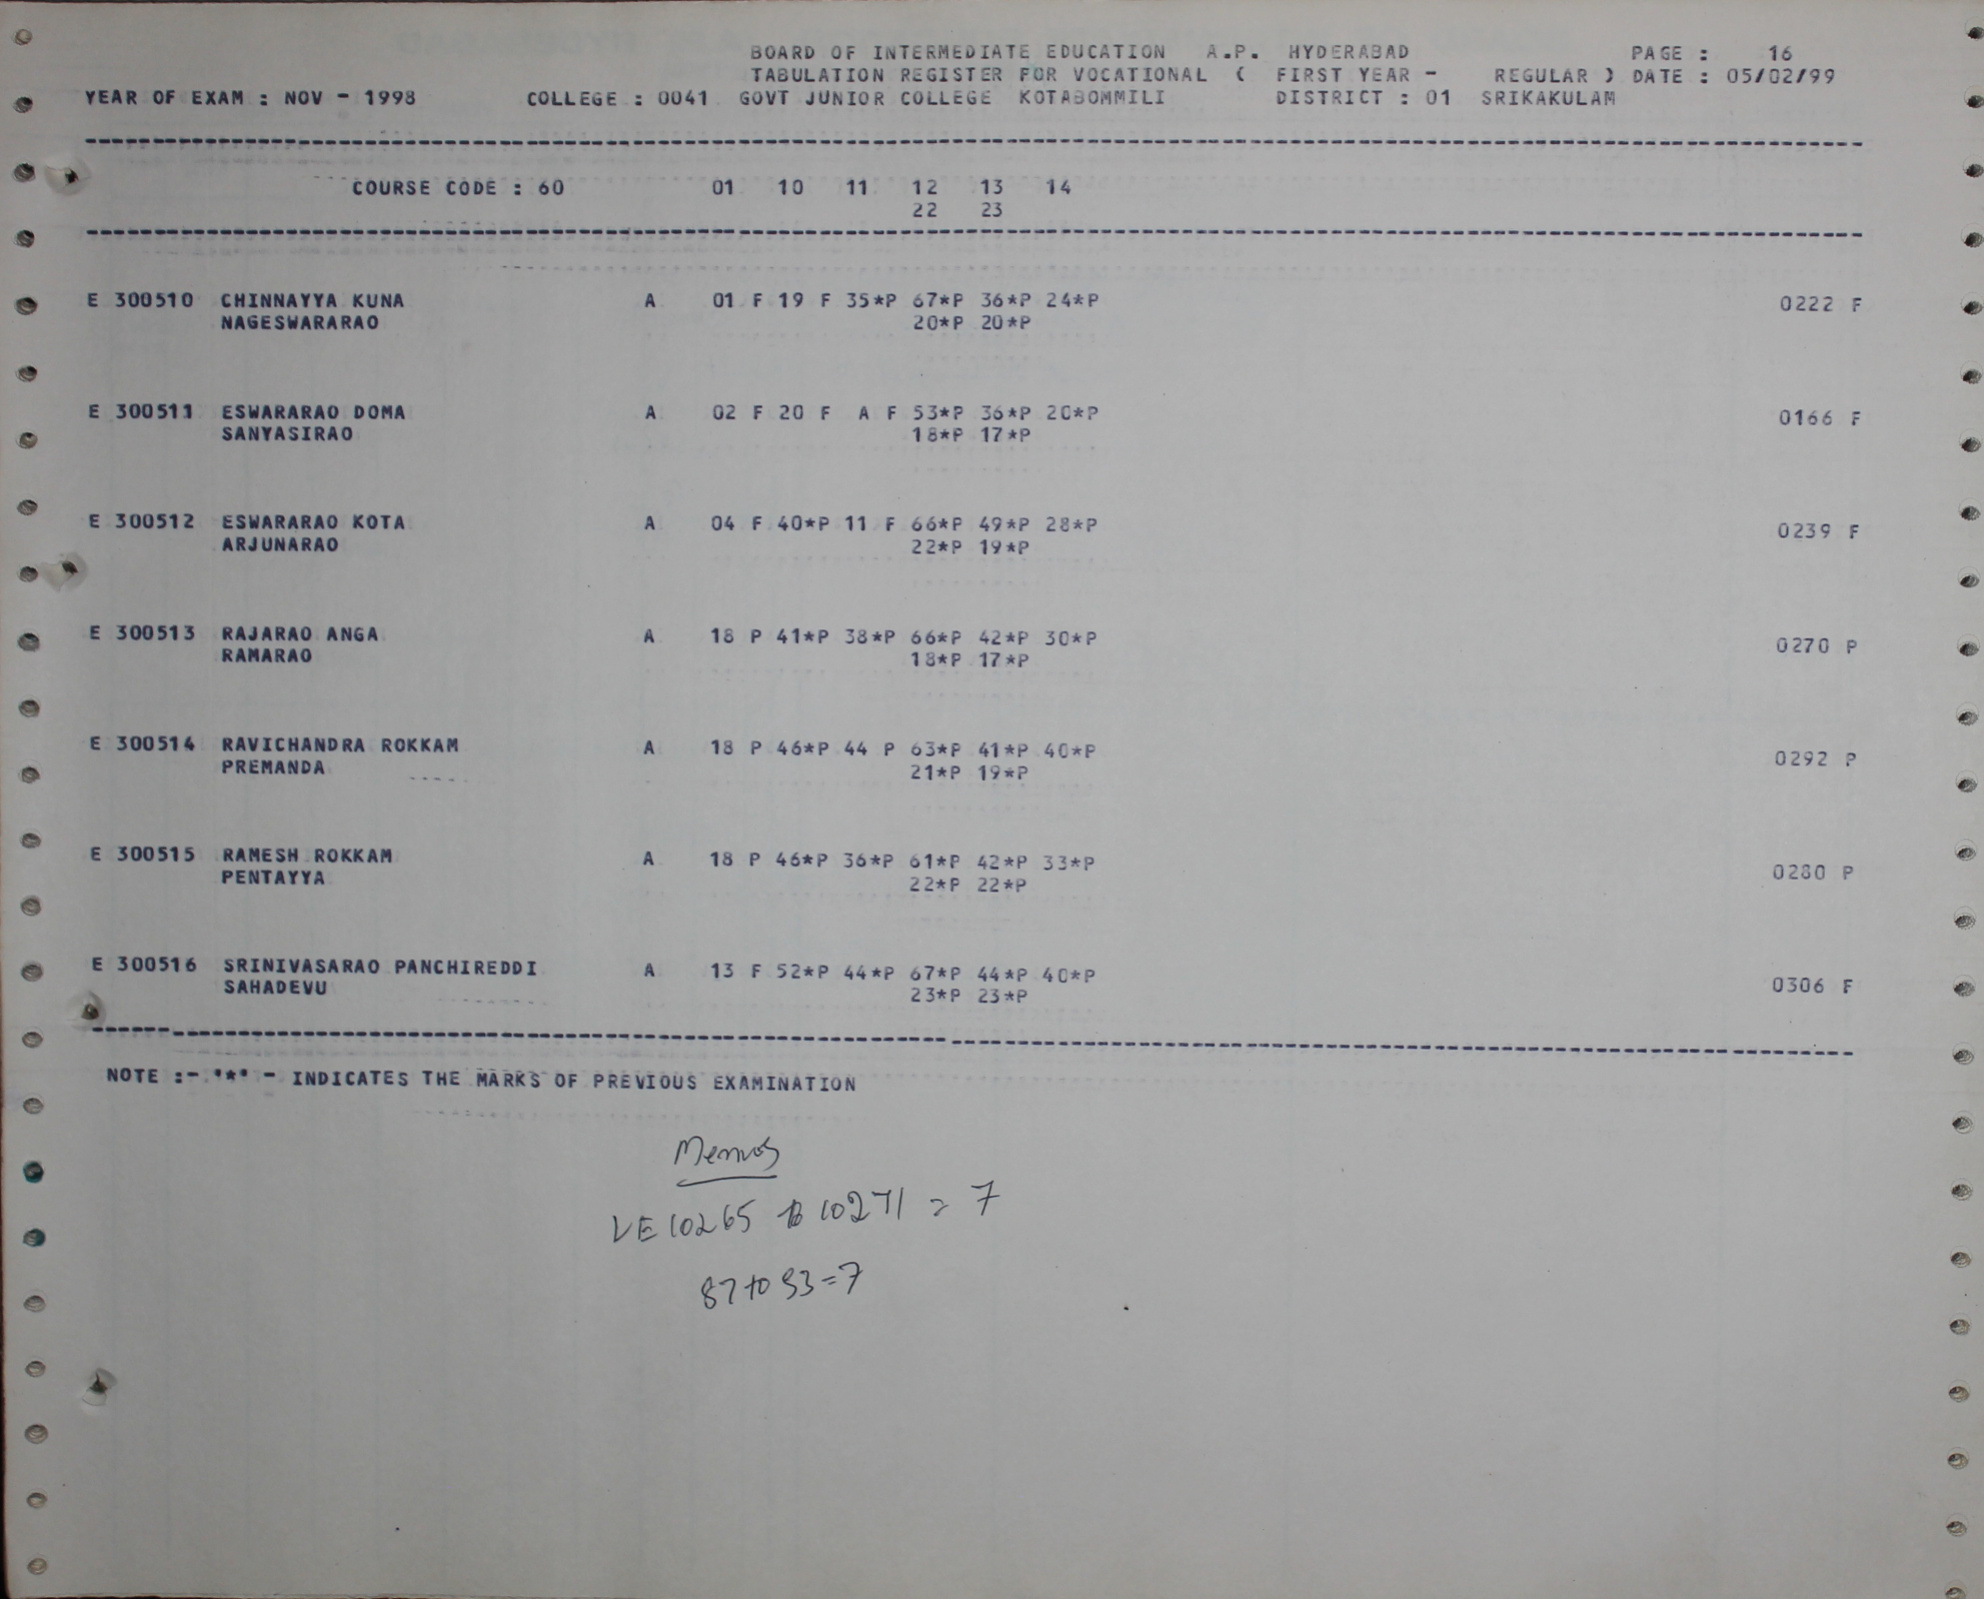 BOARD OF INTERMEDIATE EDUCATION A.P. HYDERABAD PAGE : 16
TABULATION REGISTER FOR VOCATIONAL ( FIRST YEAR - REGULAR ) DATE : 05/02/99
YEAR OF EXAM : NOV - 1998 COLLEGE : 0041 GOVT JUNIOR COLLEGE KOTABOMMILI DISTRICT : 01 SRIKAKULAM
COURSE CODE : 60 01 10 11 12 13 14
22 23
E 300510 CHINNAYYA KUNA A 01 F 19 F 35*P 67*P 36*P 24*P 0222 F
NAGESWARARAO 20*P 20*P
E 300511 ESWARARAO DOMA A 02 F 20 F A F 53*P 36*P 20*P 0166 F
SANYASIRAO 18*P 17*P
E 300512 ESWARARAO KOTA A 04 F 40*P 11 F 66*P 49*P 28*P 0239 F
ARJUNARAO 22*P 19*P
E 300513 RAJARAO ANGA A 18 P 41*P 38*P 66*P 42*P 30*P 0270 P
RAMARAO 18*P 17*P
E 300514 RAVICHANDRA ROKKAM A 18 P 46*P 44 P 63*P 41*P 40*P 0292 P
PREMANDA 21*P 19*P
E 300515 RAMESH ROKKAM A 18 P 46*P 36*P 61*P 42*P 33*P 0280 P
PENTAYYA 22*P 22*P
E 300516 SRINIVASARAO PANCHIREDDI A 13 F 52*P 44*P 67*P 44*P 40*P 0306 F
SAHADEVU 23*P 23*P
NOTE :- '*' - INDICATES THE MARKS OF PREVIOUS EXAMINATION
Memos
VE 10265 to 10271 = 7
87 to 93 = 7